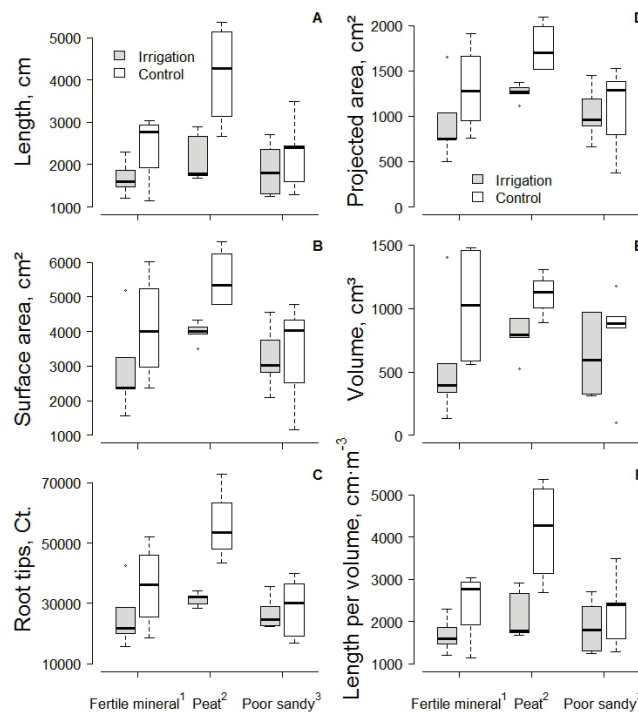 A
Length, cm
5000
4000
3000
2000
1000
Irrigation
Control
D
Projected area, cm²
2000
1500
1000
500
0
Irrigation
Control
B
Surface area, cm²
6000
5000
4000
3000
2000
1000
E
Volume, cm³
1500
1000
500
0
C
Root tips, Ct.
70000
50000
30000
10000
Fertile mineral¹ Peat² Poor sandy³
F
Length per volume, cm·m⁻³
5000
4000
3000
2000
1000
Fertile mineral¹ Peat² Poor sandy³